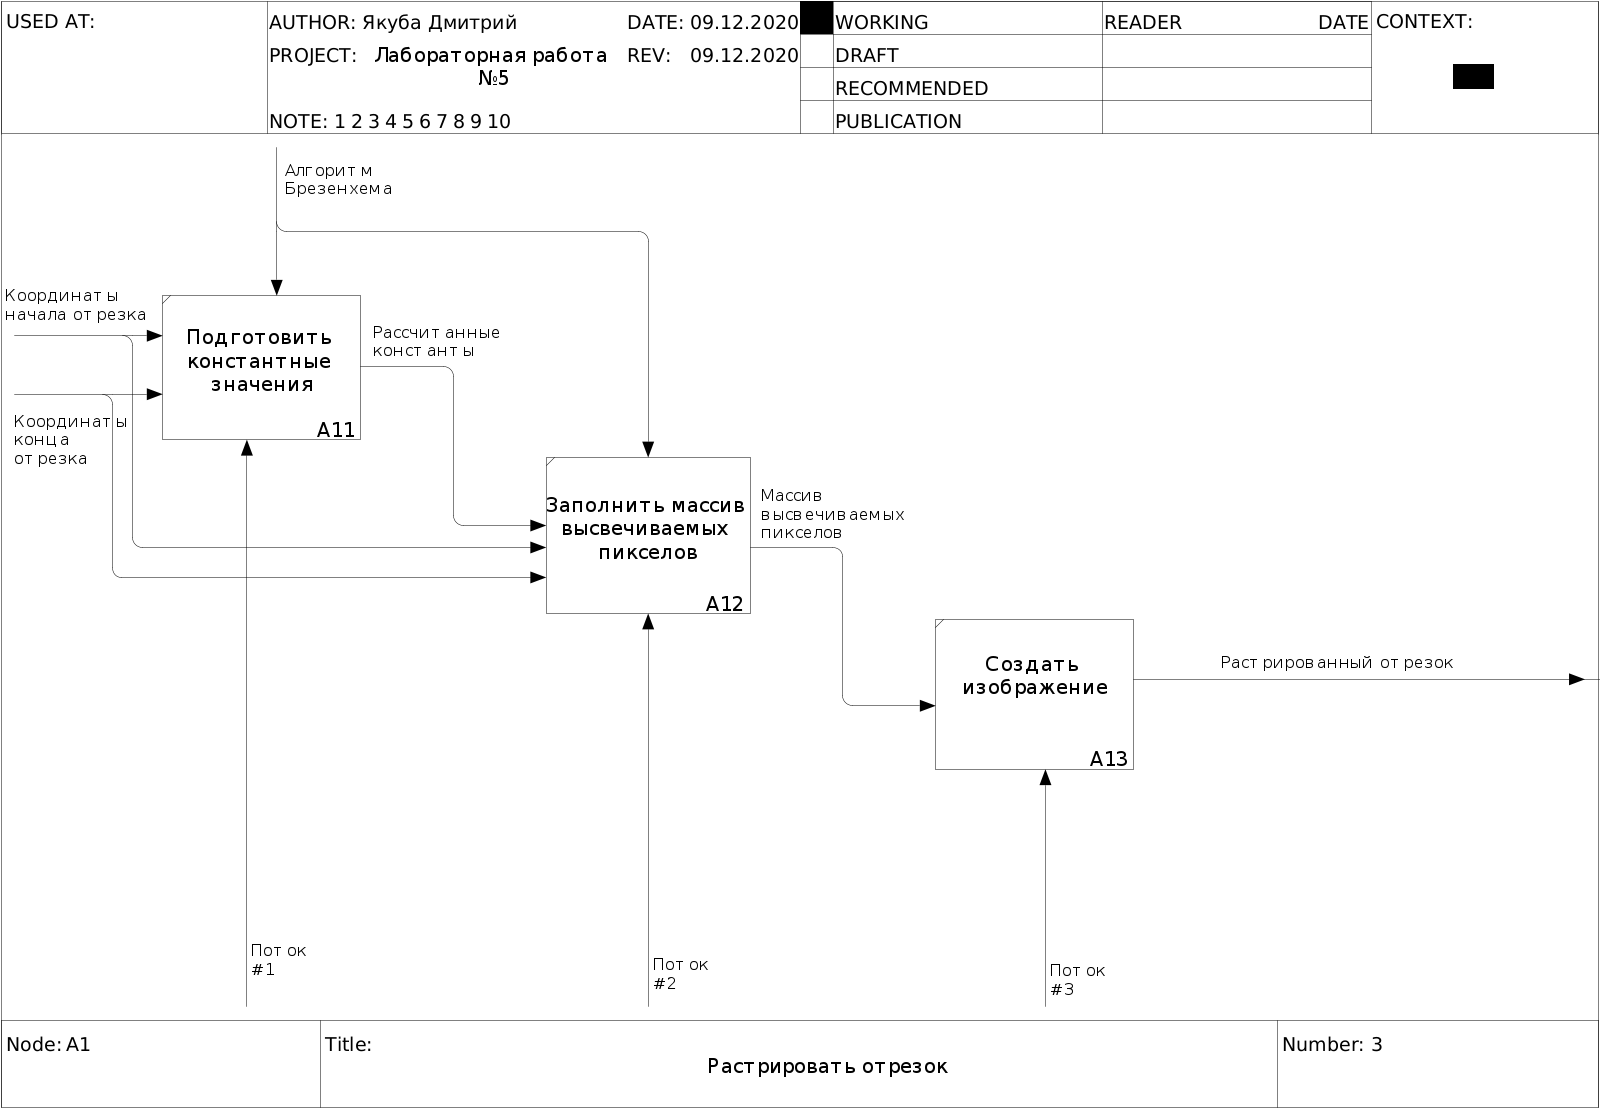 USED AT:
AUTHOR: Якуба Дмитрий
DATE: 09.12.2020
PROJECT: Лабораторная работа
№5
REV: 09.12.2020
NOTE: 1 2 3 4 5 6 7 8 9 10
WORKING
DRAFT
RECOMMENDED
PUBLICATION
READER
DATE
CONTEXT:
Алгоритм
Брезенхема
Координаты
начала отрезка
Подготовить
константные
значения
A11
Рассчитанные
константы
Координаты
конца
отрезка
Заполнить массив
высвечиваемых
пикселов
A12
Массив
высвечиваемых
пикселов
Создать
изображение
A13
Растрированный отрезок
Поток
#1
Поток
#2
Поток
#3
Node: A1
Title:
Растрировать отрезок
Number: 3